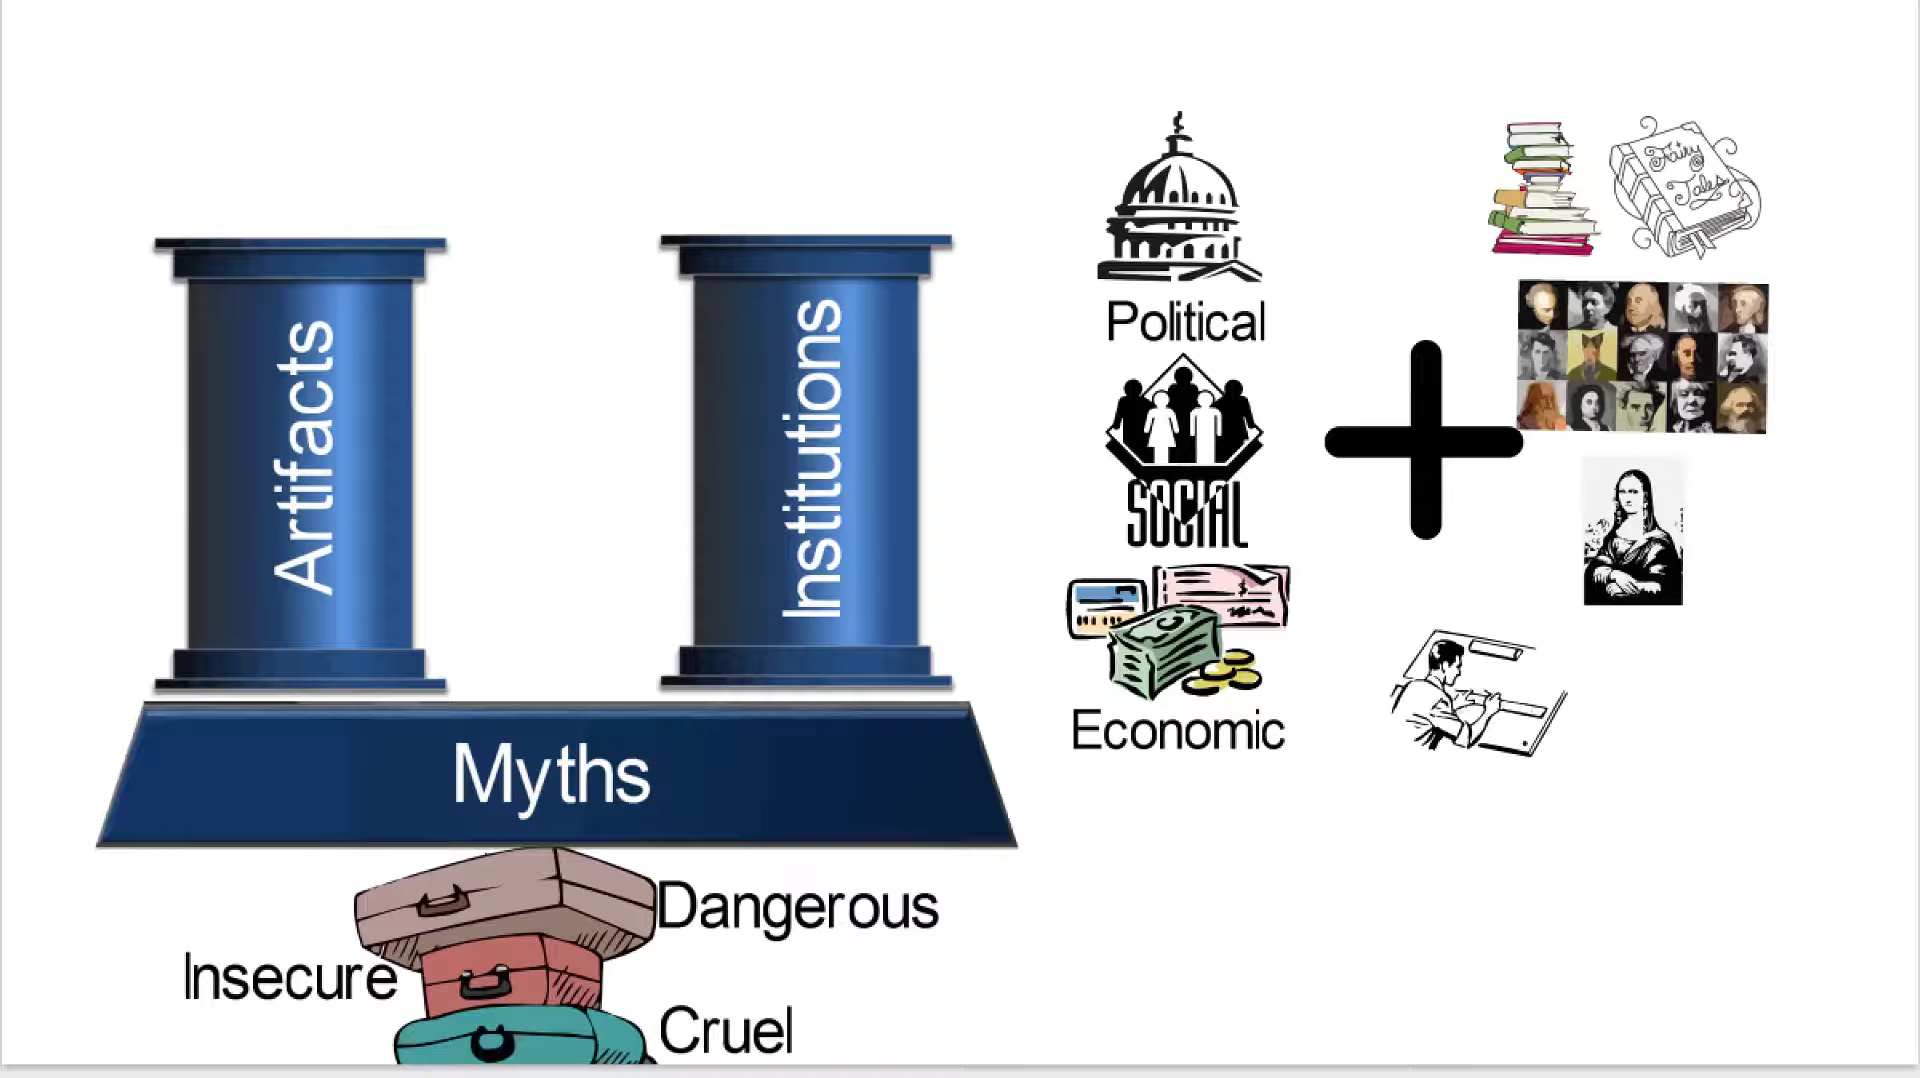 Artifacts
Institutions
Myths
Dangerous
Insecure
Cruel
Political
SOCIAL
Economic
Fairy
Tales